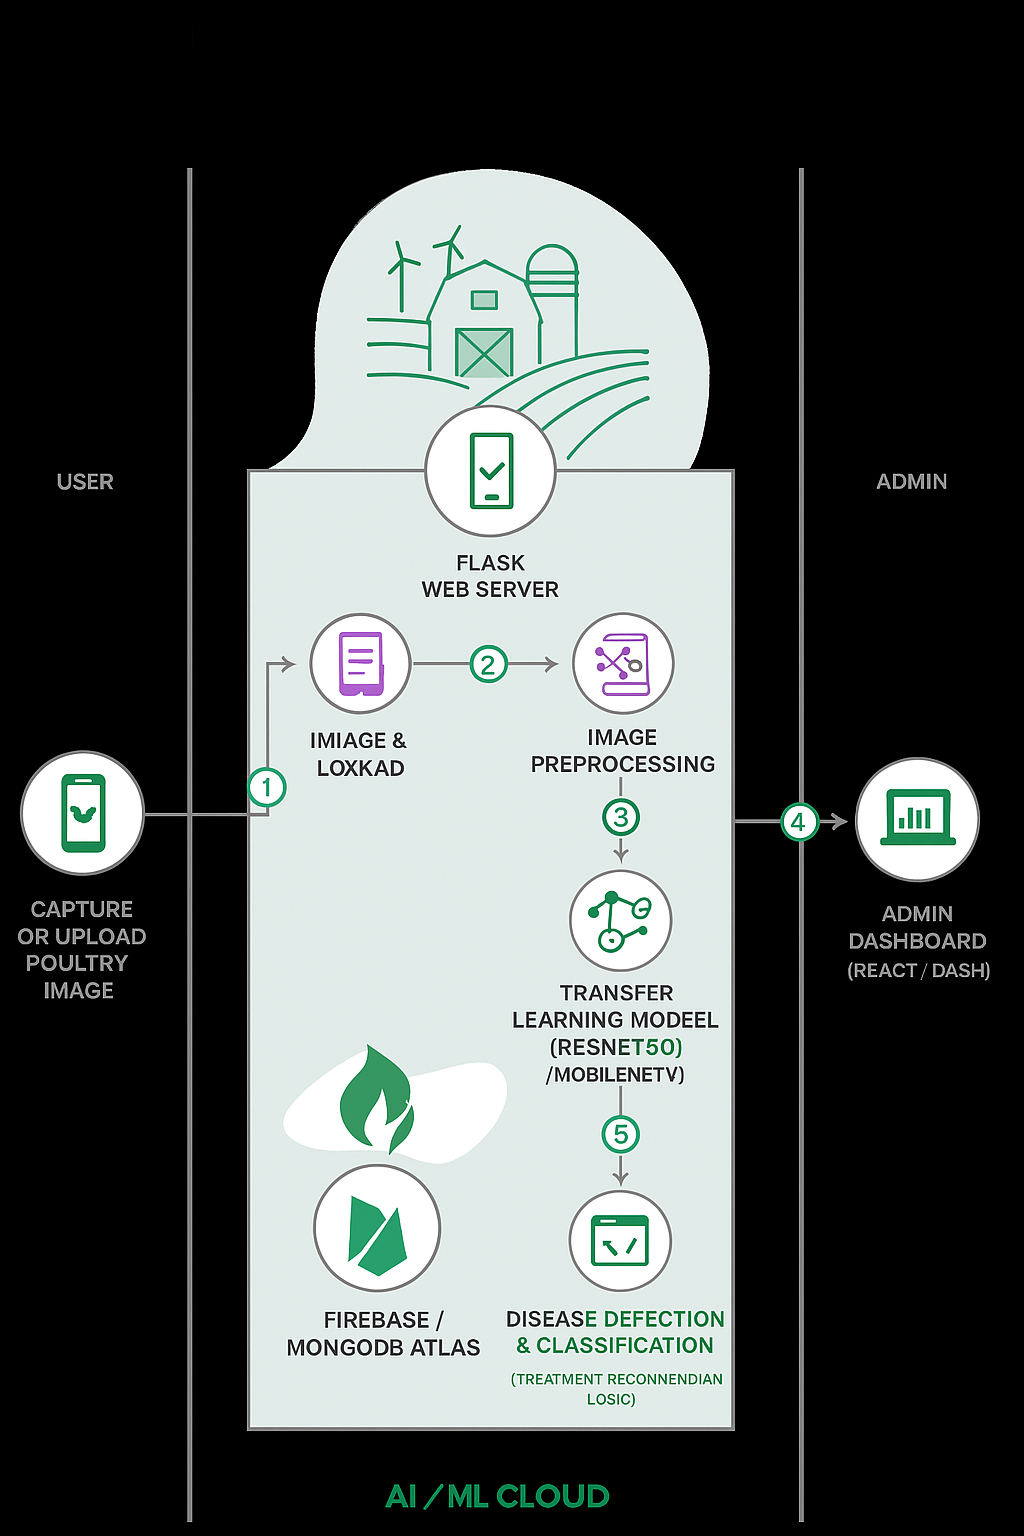 USER
ADMIN
FLASK
WEB SERVER
2
IMIAGE &
LOXKAD
IMAGE
PREPROCESSING
1
3
4
CAPTURE
OR UPLOAD
POULTRY
IMAGE
ADMIN
DASHBOARD
(REACT / DASH)
TRANSFER
LEARNING MODEEL
(RESNET50)
/MOBILENETV)
5
FIREBASE /
MONGODB ATLAS
DISEASE DEFECTION
& CLASSIFICATION
(TREATMENT RECONNENDIAN
LOSIC)
AI / ML CLOUD